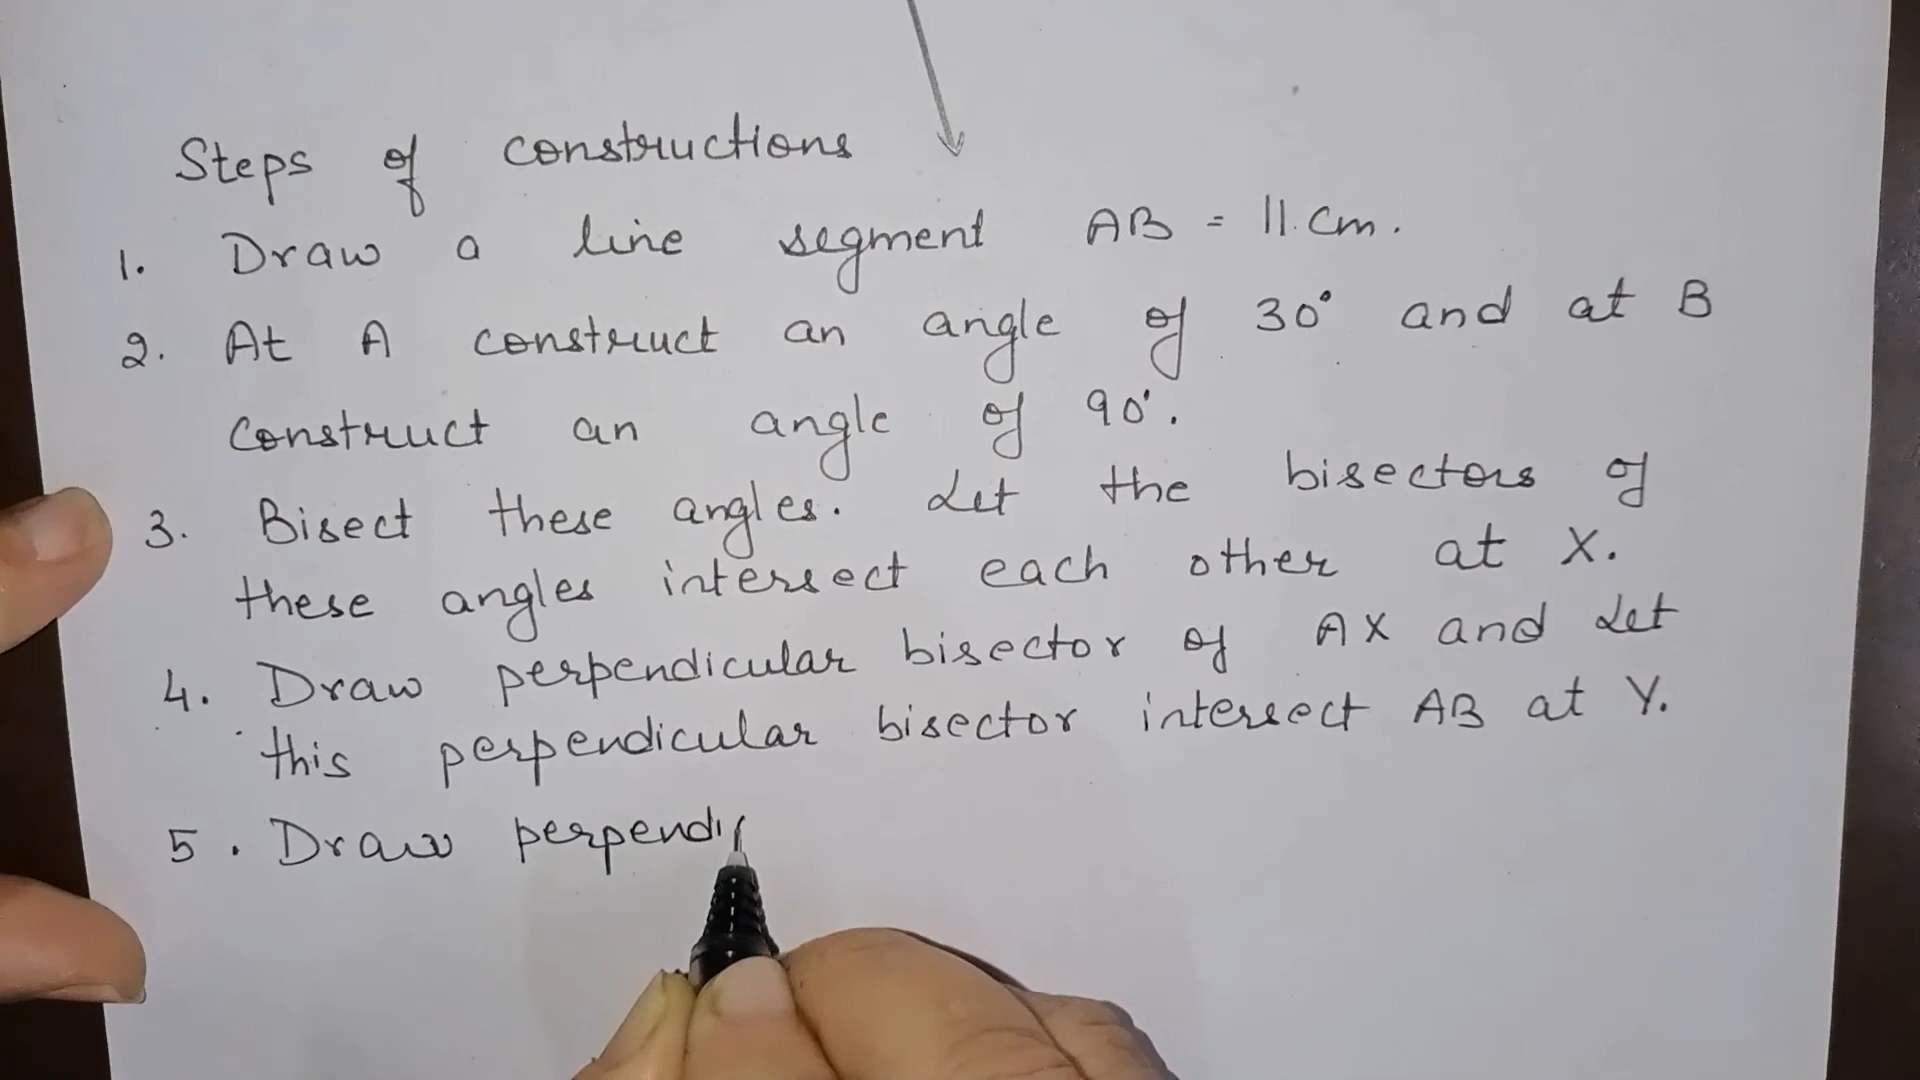 Steps of constructions
1. Draw a line segment AB = 11 cm.
2. At A construct an angle of 30° and at B
construct an angle of 90°.
3. Bisect these angles. Let the bisectors of
these angles intersect each other at X.
4. Draw perpendicular bisector of AX and let
this perpendicular bisector intersect AB at Y.
5. Draw perpendi